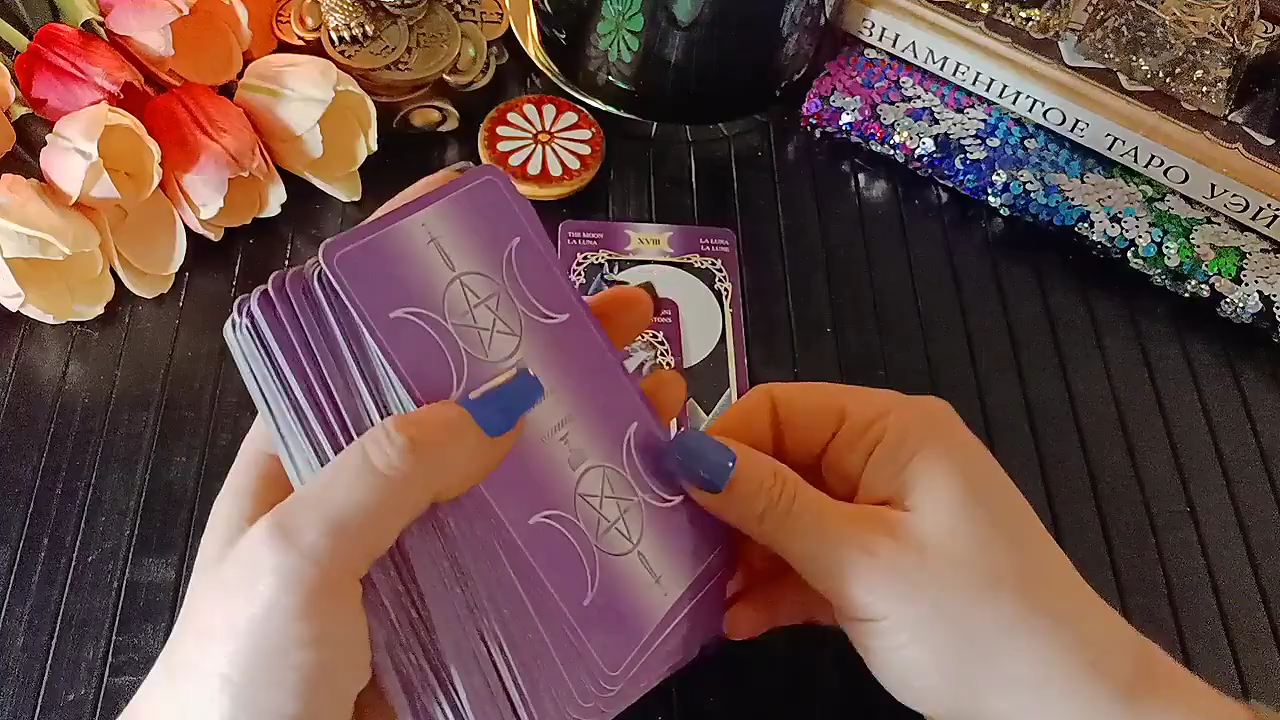 ЗНАМЕНИТОЕ ТАРО УЭЙ
THE MOON
LA LUNA
XVIII
LA LUNA
LA LUNE